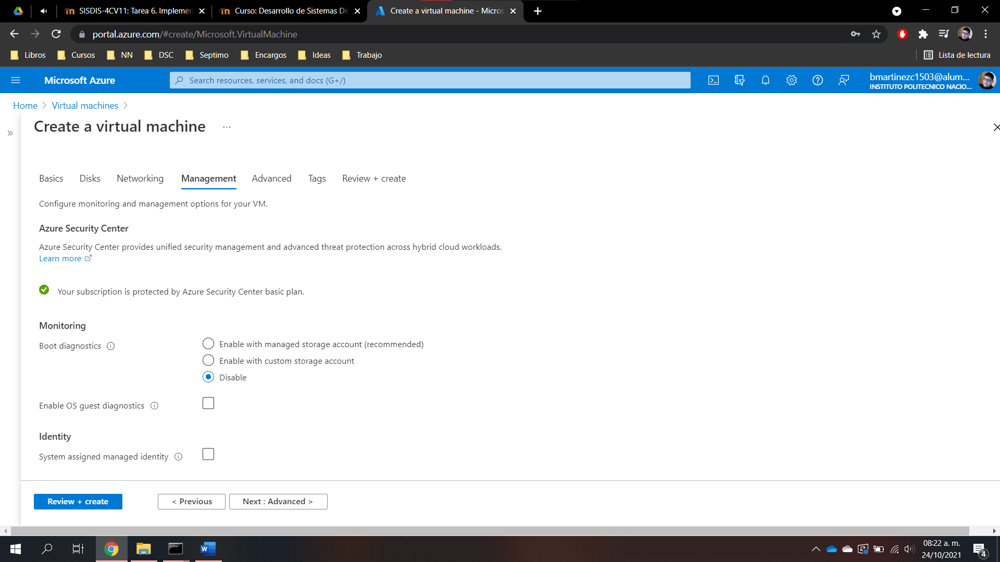 SISDIS-4CV11: Tarea 6. Implemen
Curso: Desarrollo de Sistemas Dis
Create a virtual machine - Micros
portal.azure.com/#create/Microsoft.VirtualMachine
Libros
Cursos
NN
DSC
Septimo
Encargos
Ideas
Trabajo
Lista de lectura
Microsoft Azure
Search resources, services, and docs (G+/)
bmartinezc1503@alum...
INSTITUTO POLITECNICO NACIO...
Home > Virtual machines >
Create a virtual machine ...
Basics
Disks
Networking
Management
Advanced
Tags
Review + create
Configure monitoring and management options for your VM.
Azure Security Center
Azure Security Center provides unified security management and advanced threat protection across hybrid cloud workloads.
Learn more
Your subscription is protected by Azure Security Center basic plan.
Monitoring
Boot diagnostics
Enable with managed storage account (recommended)
Enable with custom storage account
Disable
Enable OS guest diagnostics
Identity
System assigned managed identity
Review + create
< Previous
Next : Advanced >
08:22 a. m.
24/10/2021
4